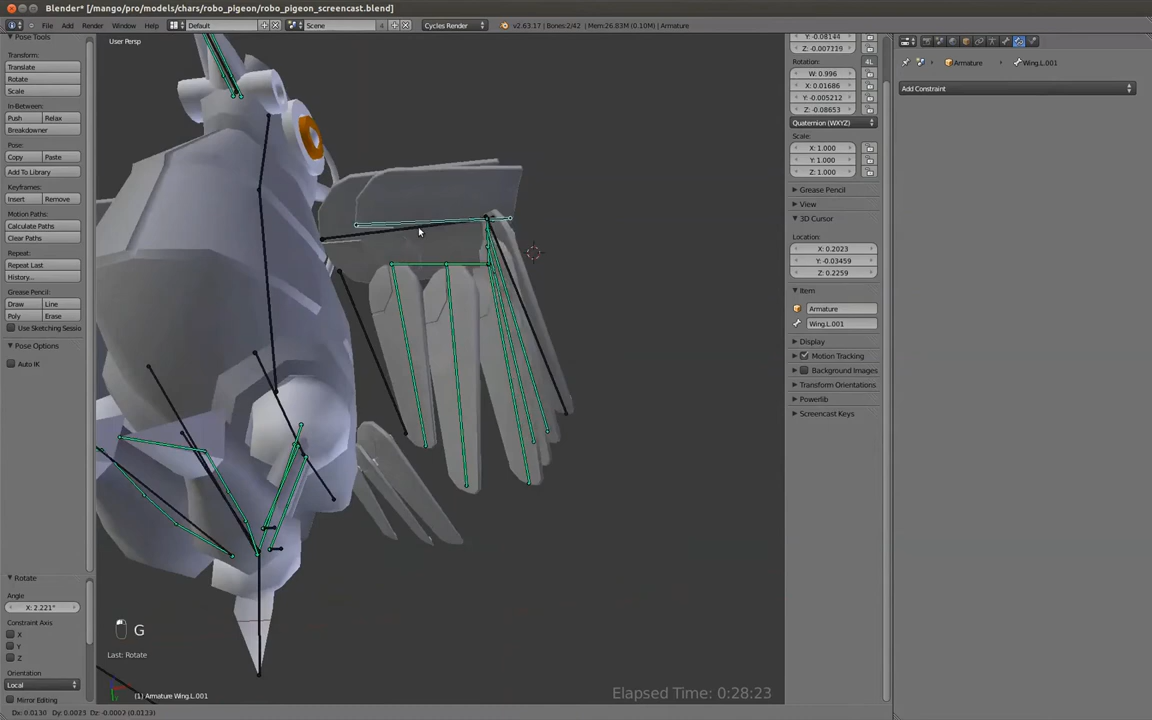 Blender* [/mango/pro/models/chars/robo_pigeon/robo_pigeon_screencast.blend]
File Add Render Window Help Default Scene Cycles Render v2.63.17 | Bones:2/42 | Mem:26.83M (0.10M) | Armature
Pose Tools
Transform:
Translate
Rotate
Scale
In-Between:
Push Relax
Breakdowner
Pose:
Copy Paste
Add To Library
Keyframes:
Insert Remove
Motion Paths:
Calculate Paths
Clear Paths
Repeat:
Repeat Last
History...
Grease Pencil:
Draw Line
Poly Erase
Use Sketching Sessio
Pose Options
Auto IK
Rotate
Angle
X: 2.221°
Constraint Axis
X
Y
Z
Orientation
Local
Mirror Editing
User Persp
G
Last: Rotate
(1) Armature Wing.L.001
Elapsed Time: 0:28:23
Y: -0.08144
Z: -0.007219
Rotation:
4L
W: 0.996
X: 0.01686
Y: -0.005212
Z: -0.08653
Quaternion (WXYZ)
Scale:
X: 1.000
Y: 1.000
Z: 1.000
Grease Pencil
View
3D Cursor
Location:
X: 0.2023
Y: -0.03459
Z: 0.2259
Item
Armature
Wing.L.001
Display
Motion Tracking
Background Images
Transform Orientations
Powerlib
Screencast Keys
Armature Wing.L.001
Add Constraint